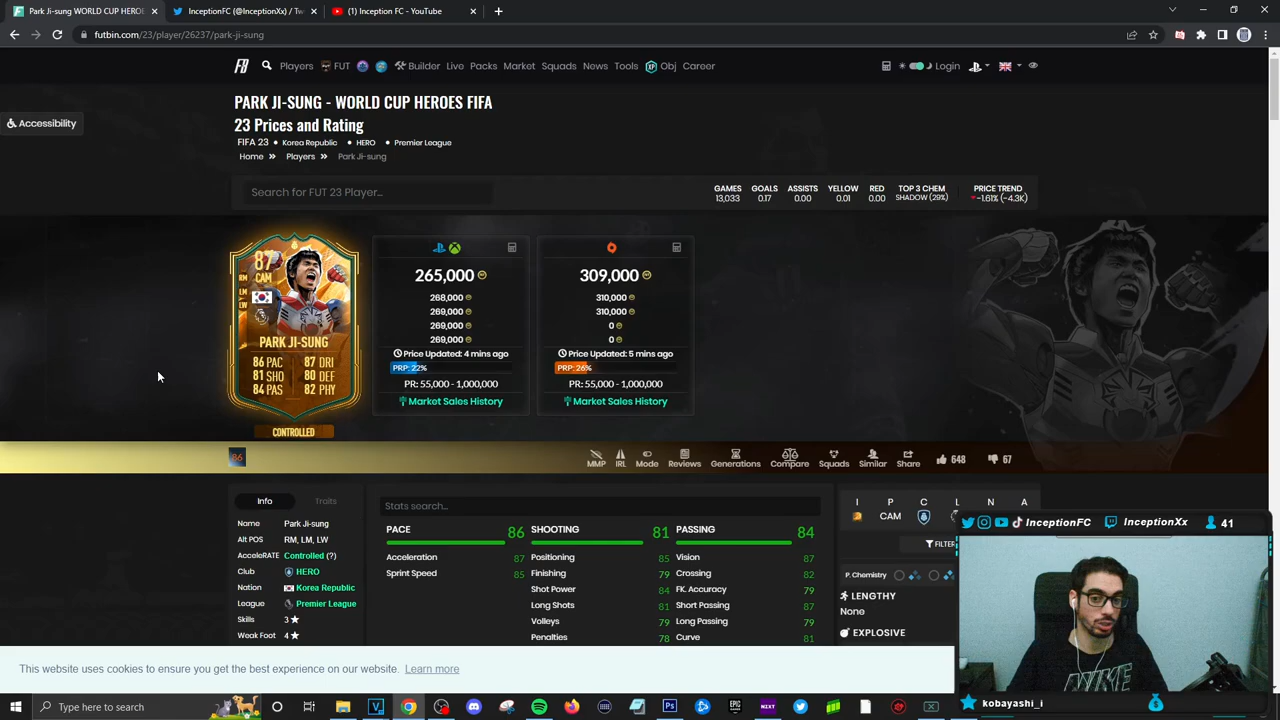 Park Ji-sung WORLD CUP HEROE
InceptionFC (@InceptionXx) / Tw
(1) Inception FC - YouTube
futbin.com/23/player/26237/park-ji-sung
FB
Players
FUT
Builder
Live
Packs
Market
Squads
News
Tools
Obj
Career
Login
Accessibility
PARK JI-SUNG - WORLD CUP HEROES FIFA
23 Prices and Rating
FIFA 23 • Korea Republic • HERO • Premier League
Home » Players » Park Ji-sung
Search for FUT 23 Player...
GAMES GOALS ASSISTS YELLOW RED TOP 3 CHEM PRICE TREND
13,033 0.17 0.00 0.01 0.00 SHADOW (29%) -1.61% (-4.3K)
87
CAM
RM
LM
LW
PARK JI-SUNG
86 PAC 87 DRI
81 SHO 80 DEF
84 PAS 82 PHY
CONTROLLED
265,000
268,000
269,000
269,000
269,000
Price Updated: 4 mins ago
PRP: 22%
PR: 55,000 - 1,000,000
Market Sales History
309,000
310,000
310,000
0
0
Price Updated: 5 mins ago
PRP: 26%
PR: 55,000 - 1,000,000
Market Sales History
86
MMP
IRL
Mode
Reviews
Generations
Compare
Squads
Similar
Share
648
67
Info
Traits
Name Park Ji-sung
Alt POS RM, LM, LW
AcceleRATE Controlled (?)
Club HERO
Nation Korea Republic
League Premier League
Skills 3
Weak Foot 4
Stats search...
PACE 86
Acceleration 87
Sprint Speed 85
SHOOTING 81
Positioning 85
Finishing 79
Shot Power 84
Long Shots 81
Volleys 79
Penalties 78
PASSING 84
Vision 87
Crossing 82
FK. Accuracy 79
Short Passing 87
Long Passing 79
Curve 81
I P C L N A
CAM
FILTER
P. Chemistry
LENGTHY
None
EXPLOSIVE
InceptionFC
InceptionXx
41
NIKE
kobayashi_i
This website uses cookies to ensure you get the best experience on our website. Learn more
Type here to search